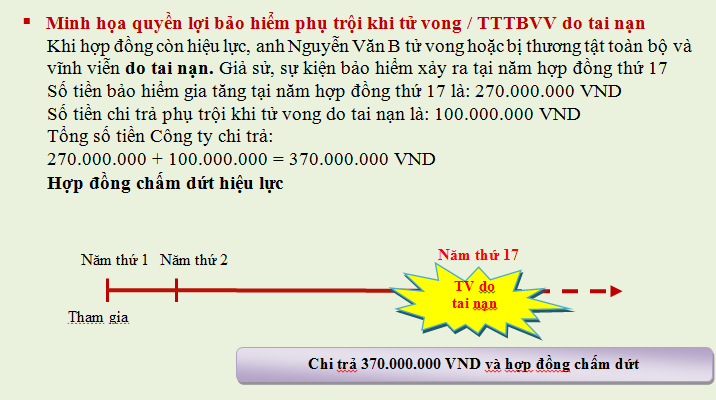 Minh họa quyền lợi bảo hiểm phụ trội khi tử vong / TTTBVV do tai nạn
Khi hợp đồng còn hiệu lực, anh Nguyễn Văn B tử vong hoặc bị thương tật toàn bộ và
vĩnh viễn do tai nạn. Giả sử, sự kiện bảo hiểm xảy ra tại năm hợp đồng thứ 17
Số tiền bảo hiểm gia tăng tại năm hợp đồng thứ 17 là: 270.000.000 VND
Số tiền chi trả phụ trội khi tử vong do tai nạn là: 100.000.000 VND
Tổng số tiền Công ty chi trả:
270.000.000 + 100.000.000 = 370.000.000 VND
Hợp đồng chấm dứt hiệu lực
Năm thứ 1 Năm thứ 2
Năm thứ 17
TV do
tai nạn
Tham gia
Chi trả 370.000.000 VND và hợp đồng chấm dứt